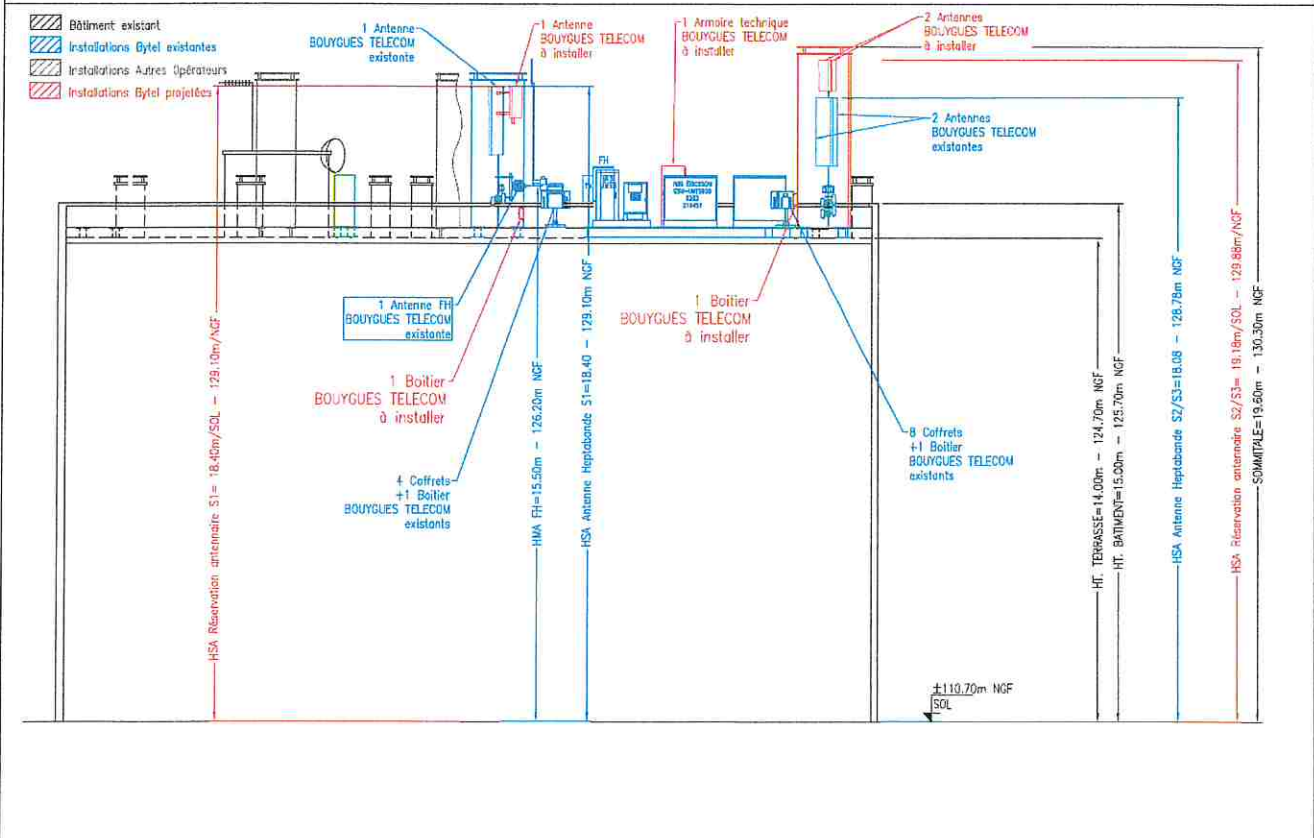 Bâtiment existant
Installations Bytel existantes
Installations Autres Opérateurs
Installations Bytel projetées
1 Antenne
BOUYGUES TELECOM
existante
1 Antenne
BOUYGUES TELECOM
à installer
1 Armoire technique
BOUYGUES TELECOM
à installer
2 Antennes
BOUYGUES TELECOM
à installer
2 Antennes
BOUYGUES TELECOM
existantes
FH
1 Antenne FH
BOUYGUES TELECOM
existante
1 Boitier
BOUYGUES TELECOM
à installer
1 Boitier
BOUYGUES TELECOM
à installer
4 Coffrets
+1 Boitier
BOUYGUES TELECOM
existants
8 Coffrets
+1 Boitier
BOUYGUES TELECOM
existants
HSA Réservation antennaire S1= 18.40m/SOL - 129.10m/NGF
HMA FH=15.50m - 126.20m NGF
HSA Antenne Heptabande S1=18.40 - 129.10m NGF
HT. TERRASSE=14.00m - 124.70m NGF
HT. BATIMENT=15.00m - 125.70m NGF
HSA Antenne Heptabande S2/S3=18.08 - 128.78m NGF
HSA Réservation antennaire S2/S3= 19.18m/SOL - 129.88m/NGF
SOMMITALE=19.60m - 130.30m NGF
±110.70m NGF
SOL